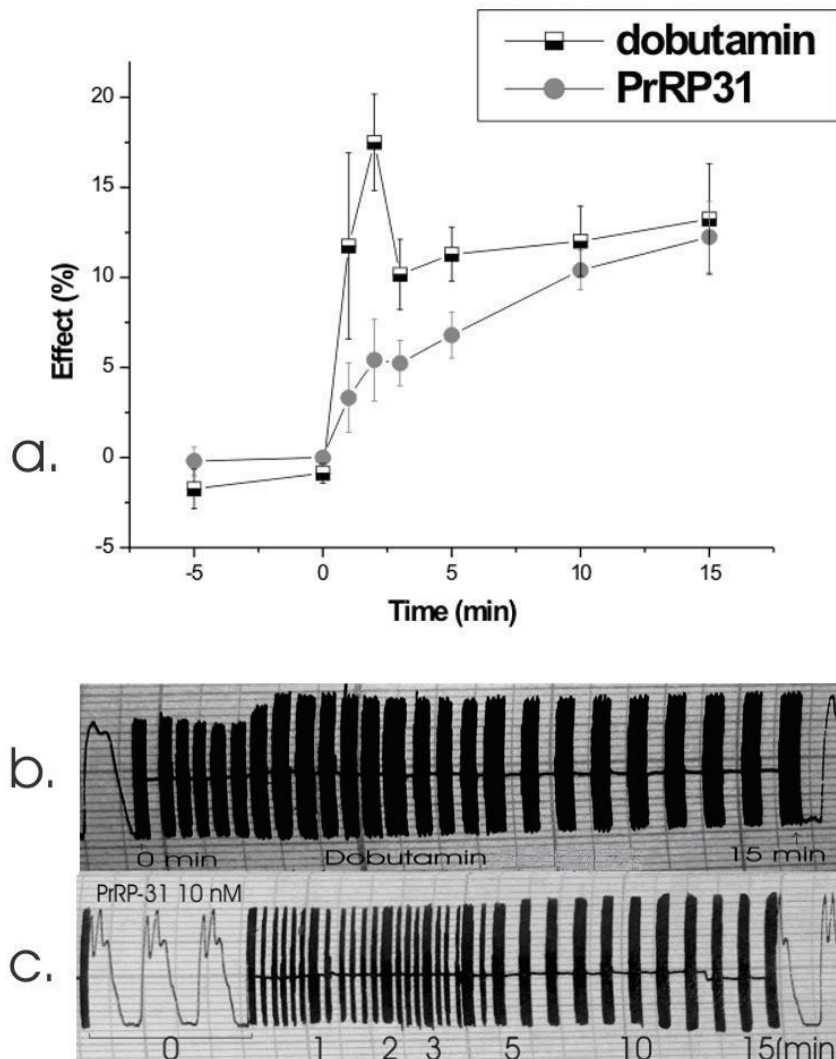 dobutamin
PrRP31
20
15
10
5
0
-5
Effect (%)
-5 0 5 10 15
Time (min)
a.
b.
0 min Dobutamin 15 min
PrRP-31 10 nM
c.
0 1 2 3 5 10 15 (min